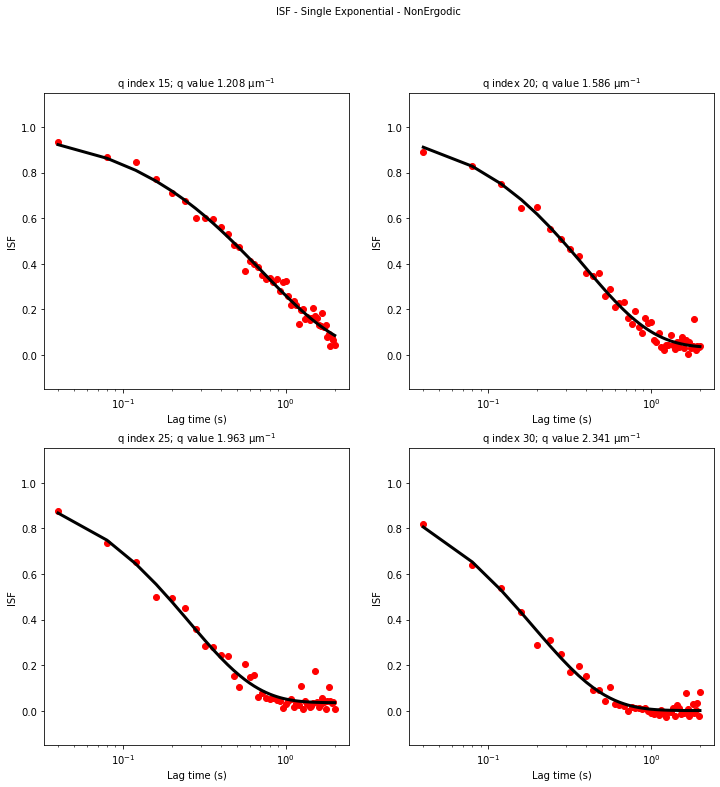 ISF - Single Exponential - NonErgodic
q index 15; q value 1.208 μm⁻¹
1.0
0.8
0.6
0.4
0.2
0.0
ISF
10⁻¹ 10⁰
Lag time (s)
q index 20; q value 1.586 μm⁻¹
1.0
0.8
0.6
0.4
0.2
0.0
ISF
10⁻¹ 10⁰
Lag time (s)
q index 25; q value 1.963 μm⁻¹
1.0
0.8
0.6
0.4
0.2
0.0
ISF
10⁻¹ 10⁰
Lag time (s)
q index 30; q value 2.341 μm⁻¹
1.0
0.8
0.6
0.4
0.2
0.0
ISF
10⁻¹ 10⁰
Lag time (s)